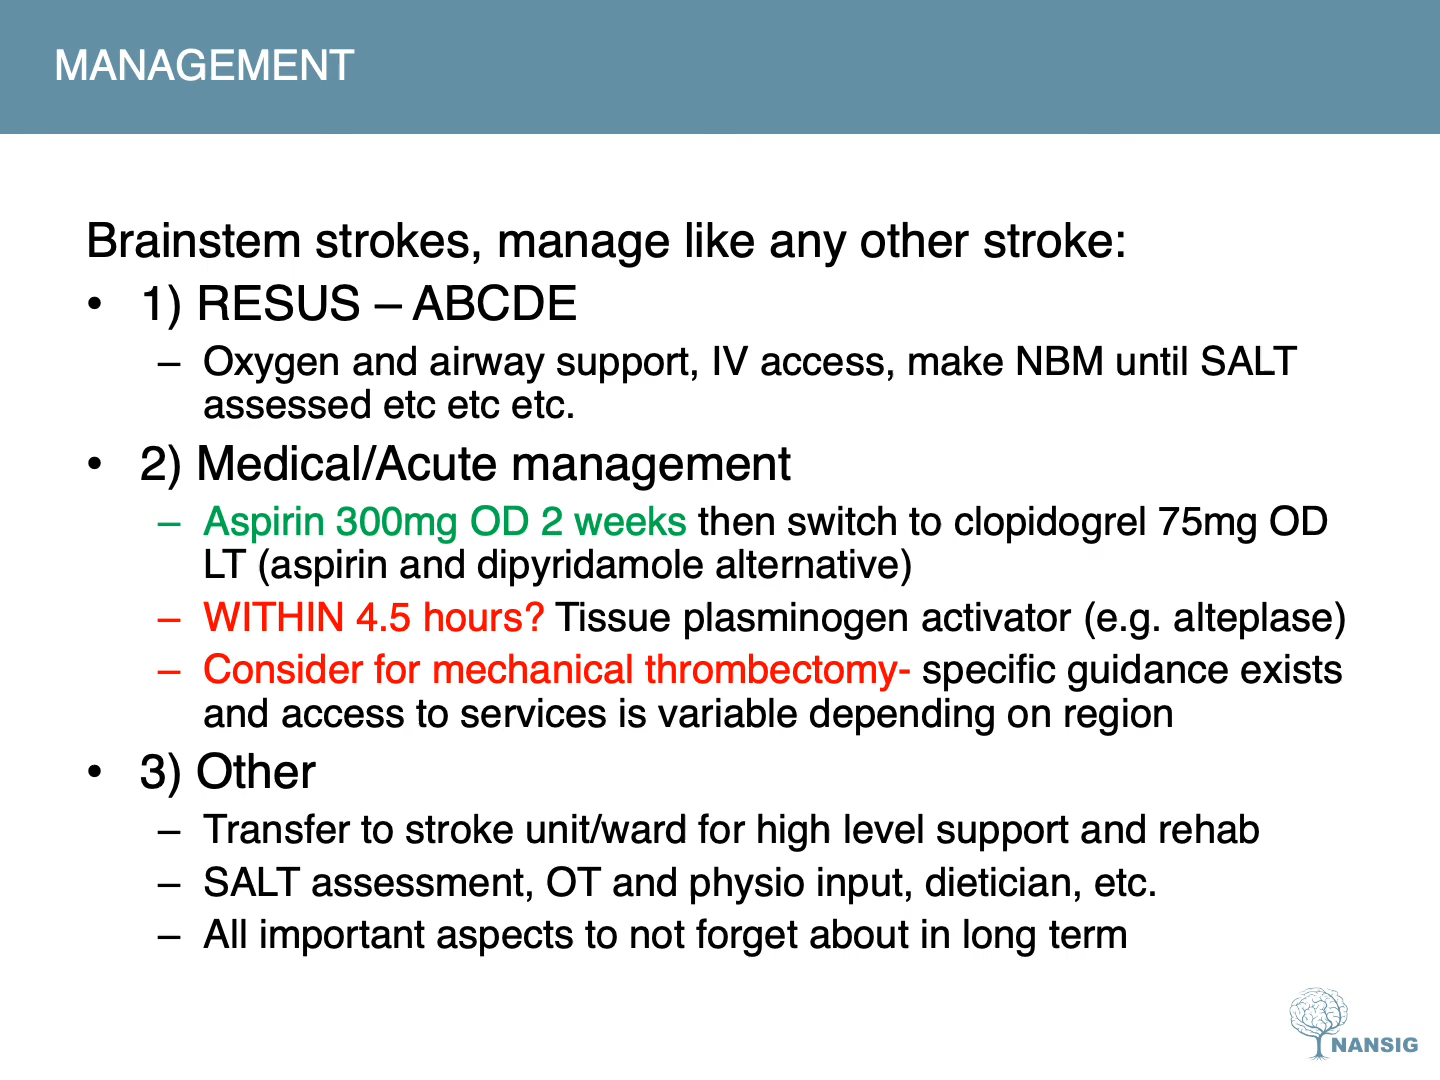 MANAGEMENT
Brainstem strokes, manage like any other stroke:
• 1) RESUS – ABCDE
– Oxygen and airway support, IV access, make NBM until SALT
assessed etc etc etc.
• 2) Medical/Acute management
– Aspirin 300mg OD 2 weeks then switch to clopidogrel 75mg OD
LT (aspirin and dipyridamole alternative)
– WITHIN 4.5 hours? Tissue plasminogen activator (e.g. alteplase)
– Consider for mechanical thrombectomy- specific guidance exists
and access to services is variable depending on region
• 3) Other
– Transfer to stroke unit/ward for high level support and rehab
– SALT assessment, OT and physio input, dietician, etc.
– All important aspects to not forget about in long term
NANSIG